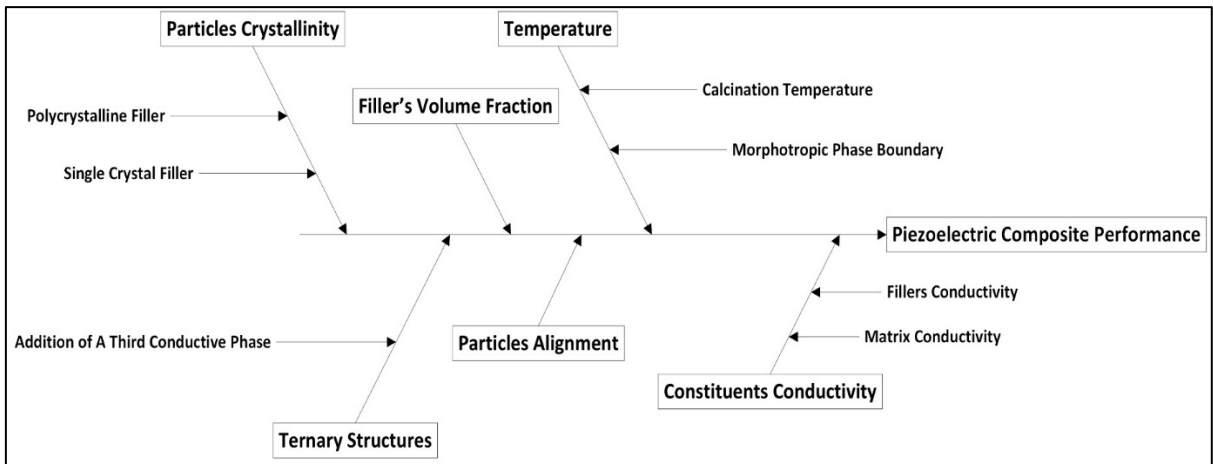 Particles Crystallinity
Temperature
Calcination Temperature
Filler's Volume Fraction
Polycrystalline Filler
Morphotropic Phase Boundary
Single Crystal Filler
Piezoelectric Composite Performance
Fillers Conductivity
Addition of A Third Conductive Phase
Particles Alignment
Matrix Conductivity
Constituents Conductivity
Ternary Structures